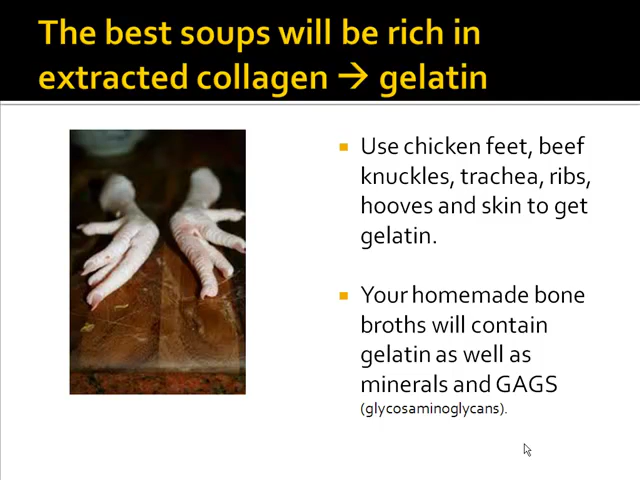 The best soups will be rich in
extracted collagen → gelatin
Use chicken feet, beef
knuckles, trachea, ribs,
hooves and skin to get
gelatin.
Your homemade bone
broths will contain
gelatin as well as
minerals and GAGS
(glycosaminoglycans).